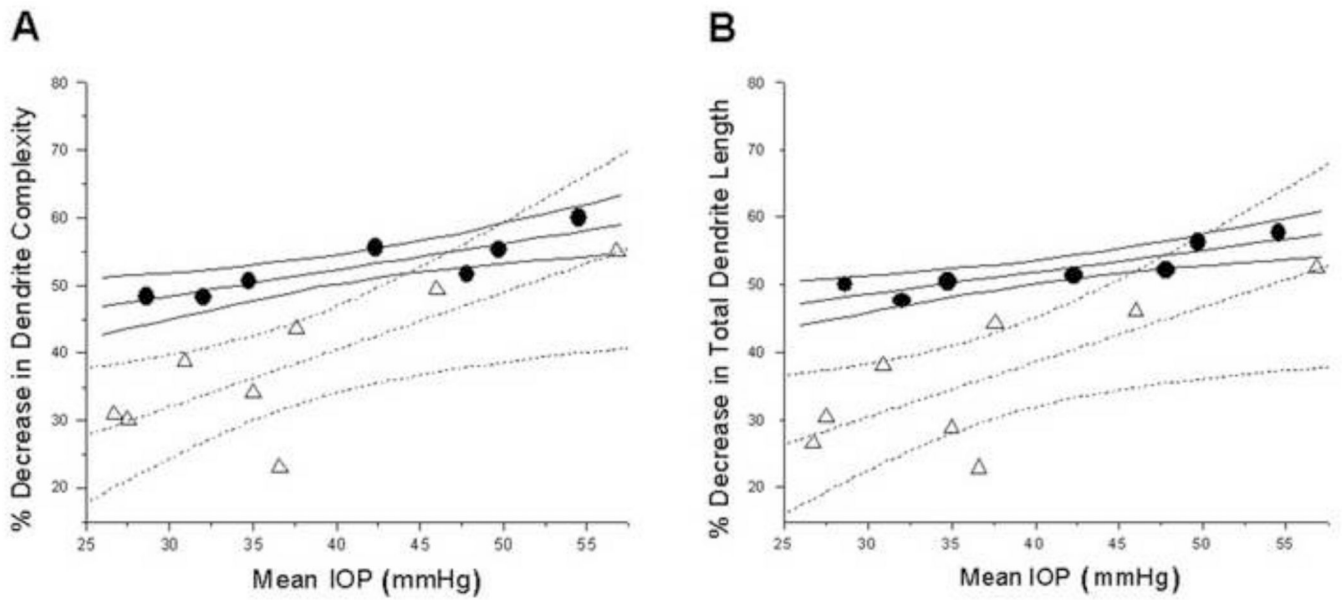 A
B
% Decrease in Dendrite Complexity
80
70
60
50
40
30
20
25 30 35 40 45 50 55
Mean IOP (mmHg)
% Decrease in Total Dendrite Length
80
70
60
50
40
30
20
25 30 35 40 45 50 55
Mean IOP (mmHg)